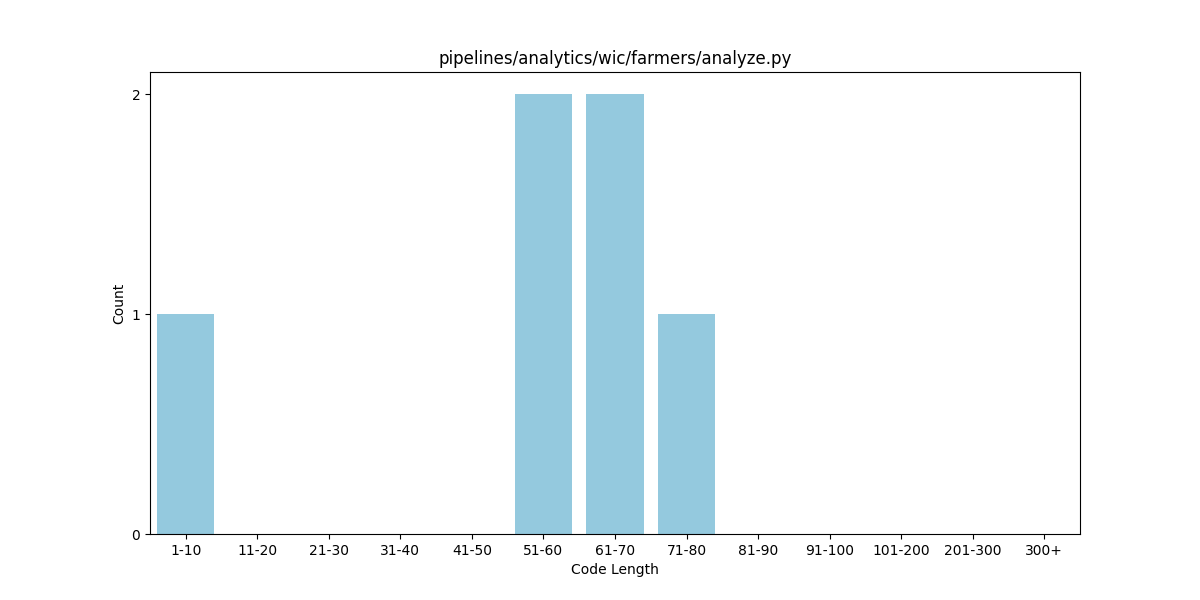 pipelines/analytics/wic/farmers/analyze.py
Count
2
1
0
1-10 11-20 21-30 31-40 41-50 51-60 61-70 71-80 81-90 91-100 101-200 201-300 300+
Code Length